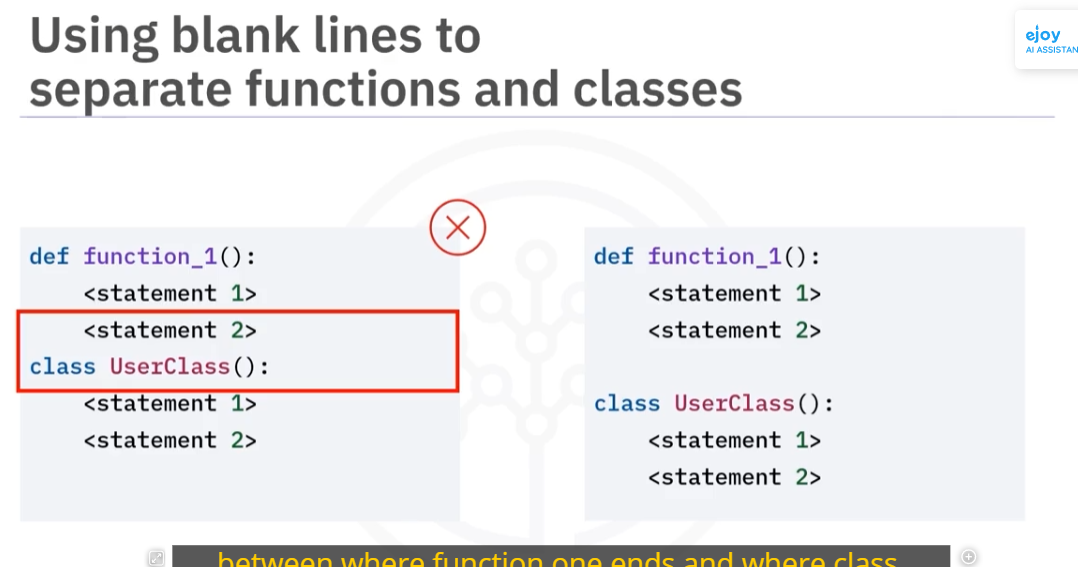 Using blank lines to
separate functions and classes
ejoy
AI ASSISTAN
def function_1():
    <statement 1>
    <statement 2>
class UserClass():
    <statement 1>
    <statement 2>
def function_1():
    <statement 1>
    <statement 2>

class UserClass():
    <statement 1>
    <statement 2>
between where function one ends and where class